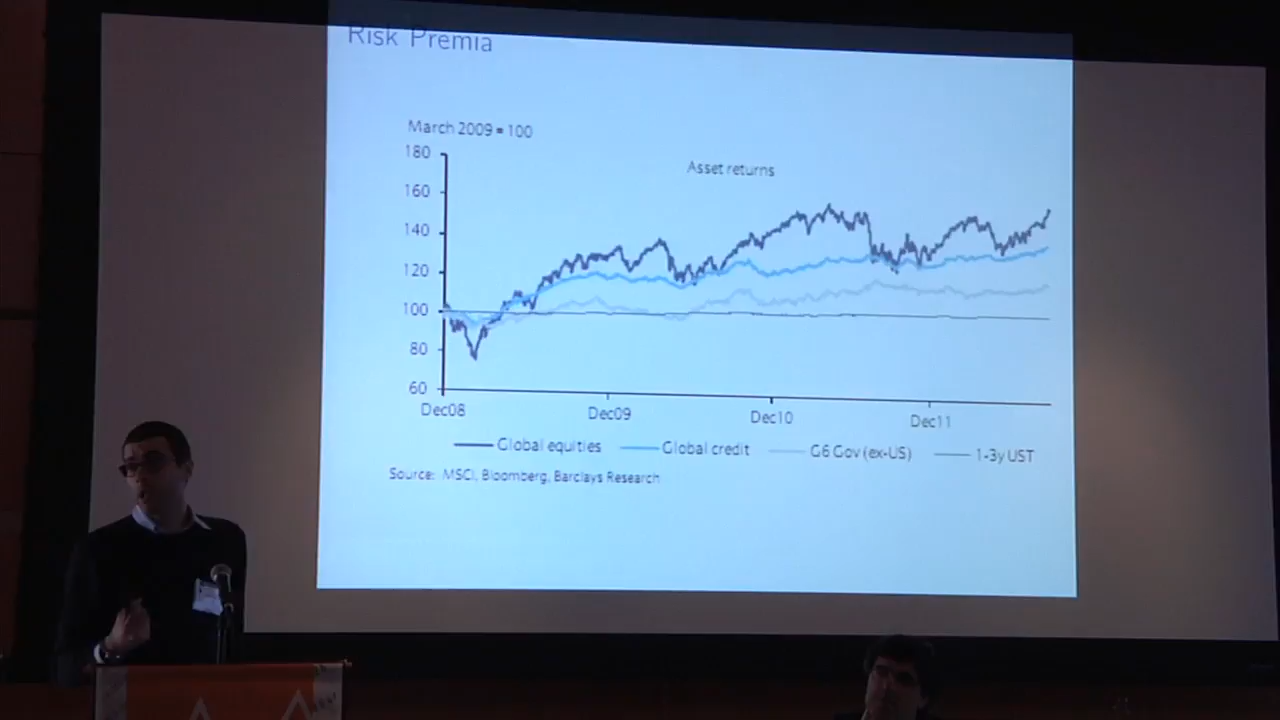 Risk Premia
March 2009 = 100
Asset returns
180
160
140
120
100
80
60
Dec08 Dec09 Dec10 Dec11
Global equities Global credit G6 Gov (ex-US) 1-3y UST
Source: MSCI, Bloomberg, Barclays Research